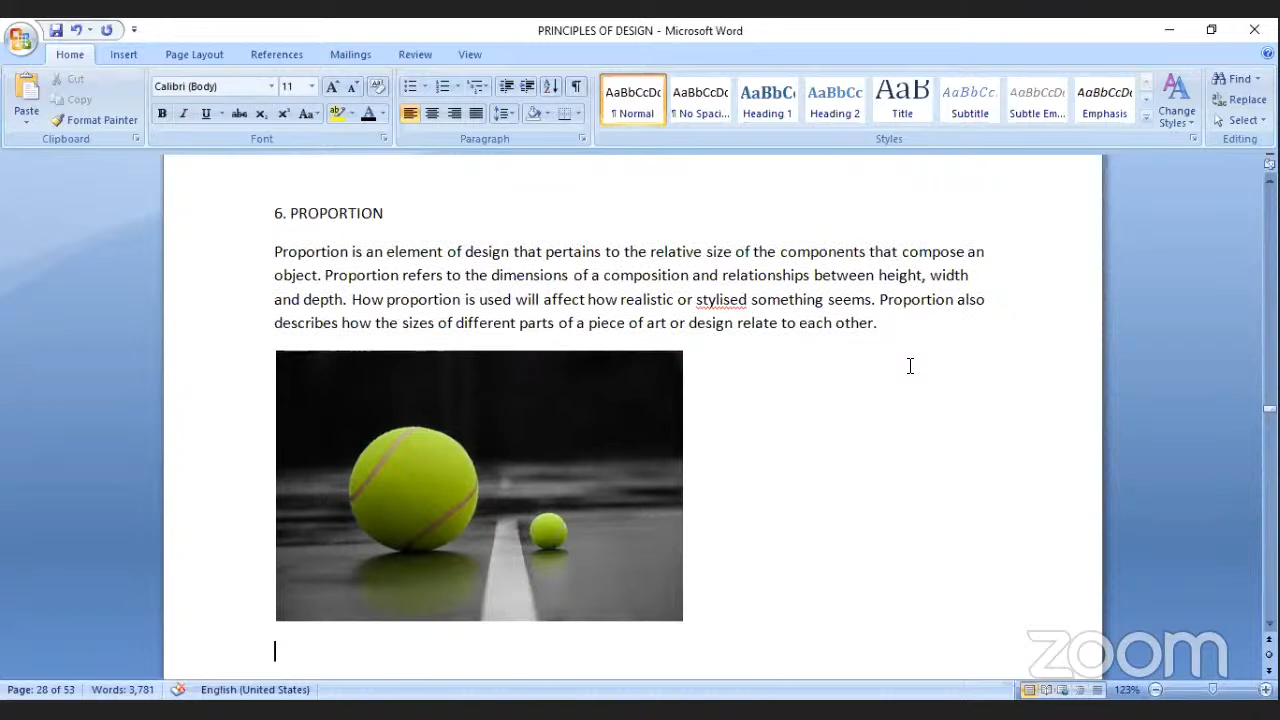 PRINCIPLES OF DESIGN - Microsoft Word
Home Insert Page Layout References Mailings Review View
Paste
Cut
Copy
Format Painter
Clipboard
Calibri (Body) 11
B I U abc x₂ x² Aa
Font
Paragraph
AaBbCcDc AaBbCcDc AaBbC AaBbCc AaB AaBbCc. AaBbCcDc AaBbCcDc
¶ Normal ¶ No Spaci... Heading 1 Heading 2 Title Subtitle Subtle Em... Emphasis
Styles
Change Styles
Find
Replace
Select
Editing
6. PROPORTION
Proportion is an element of design that pertains to the relative size of the components that compose an
object. Proportion refers to the dimensions of a composition and relationships between height, width
and depth. How proportion is used will affect how realistic or stylised something seems. Proportion also
describes how the sizes of different parts of a piece of art or design relate to each other.
zoom
Page: 28 of 53 Words: 3,781 English (United States) 123%